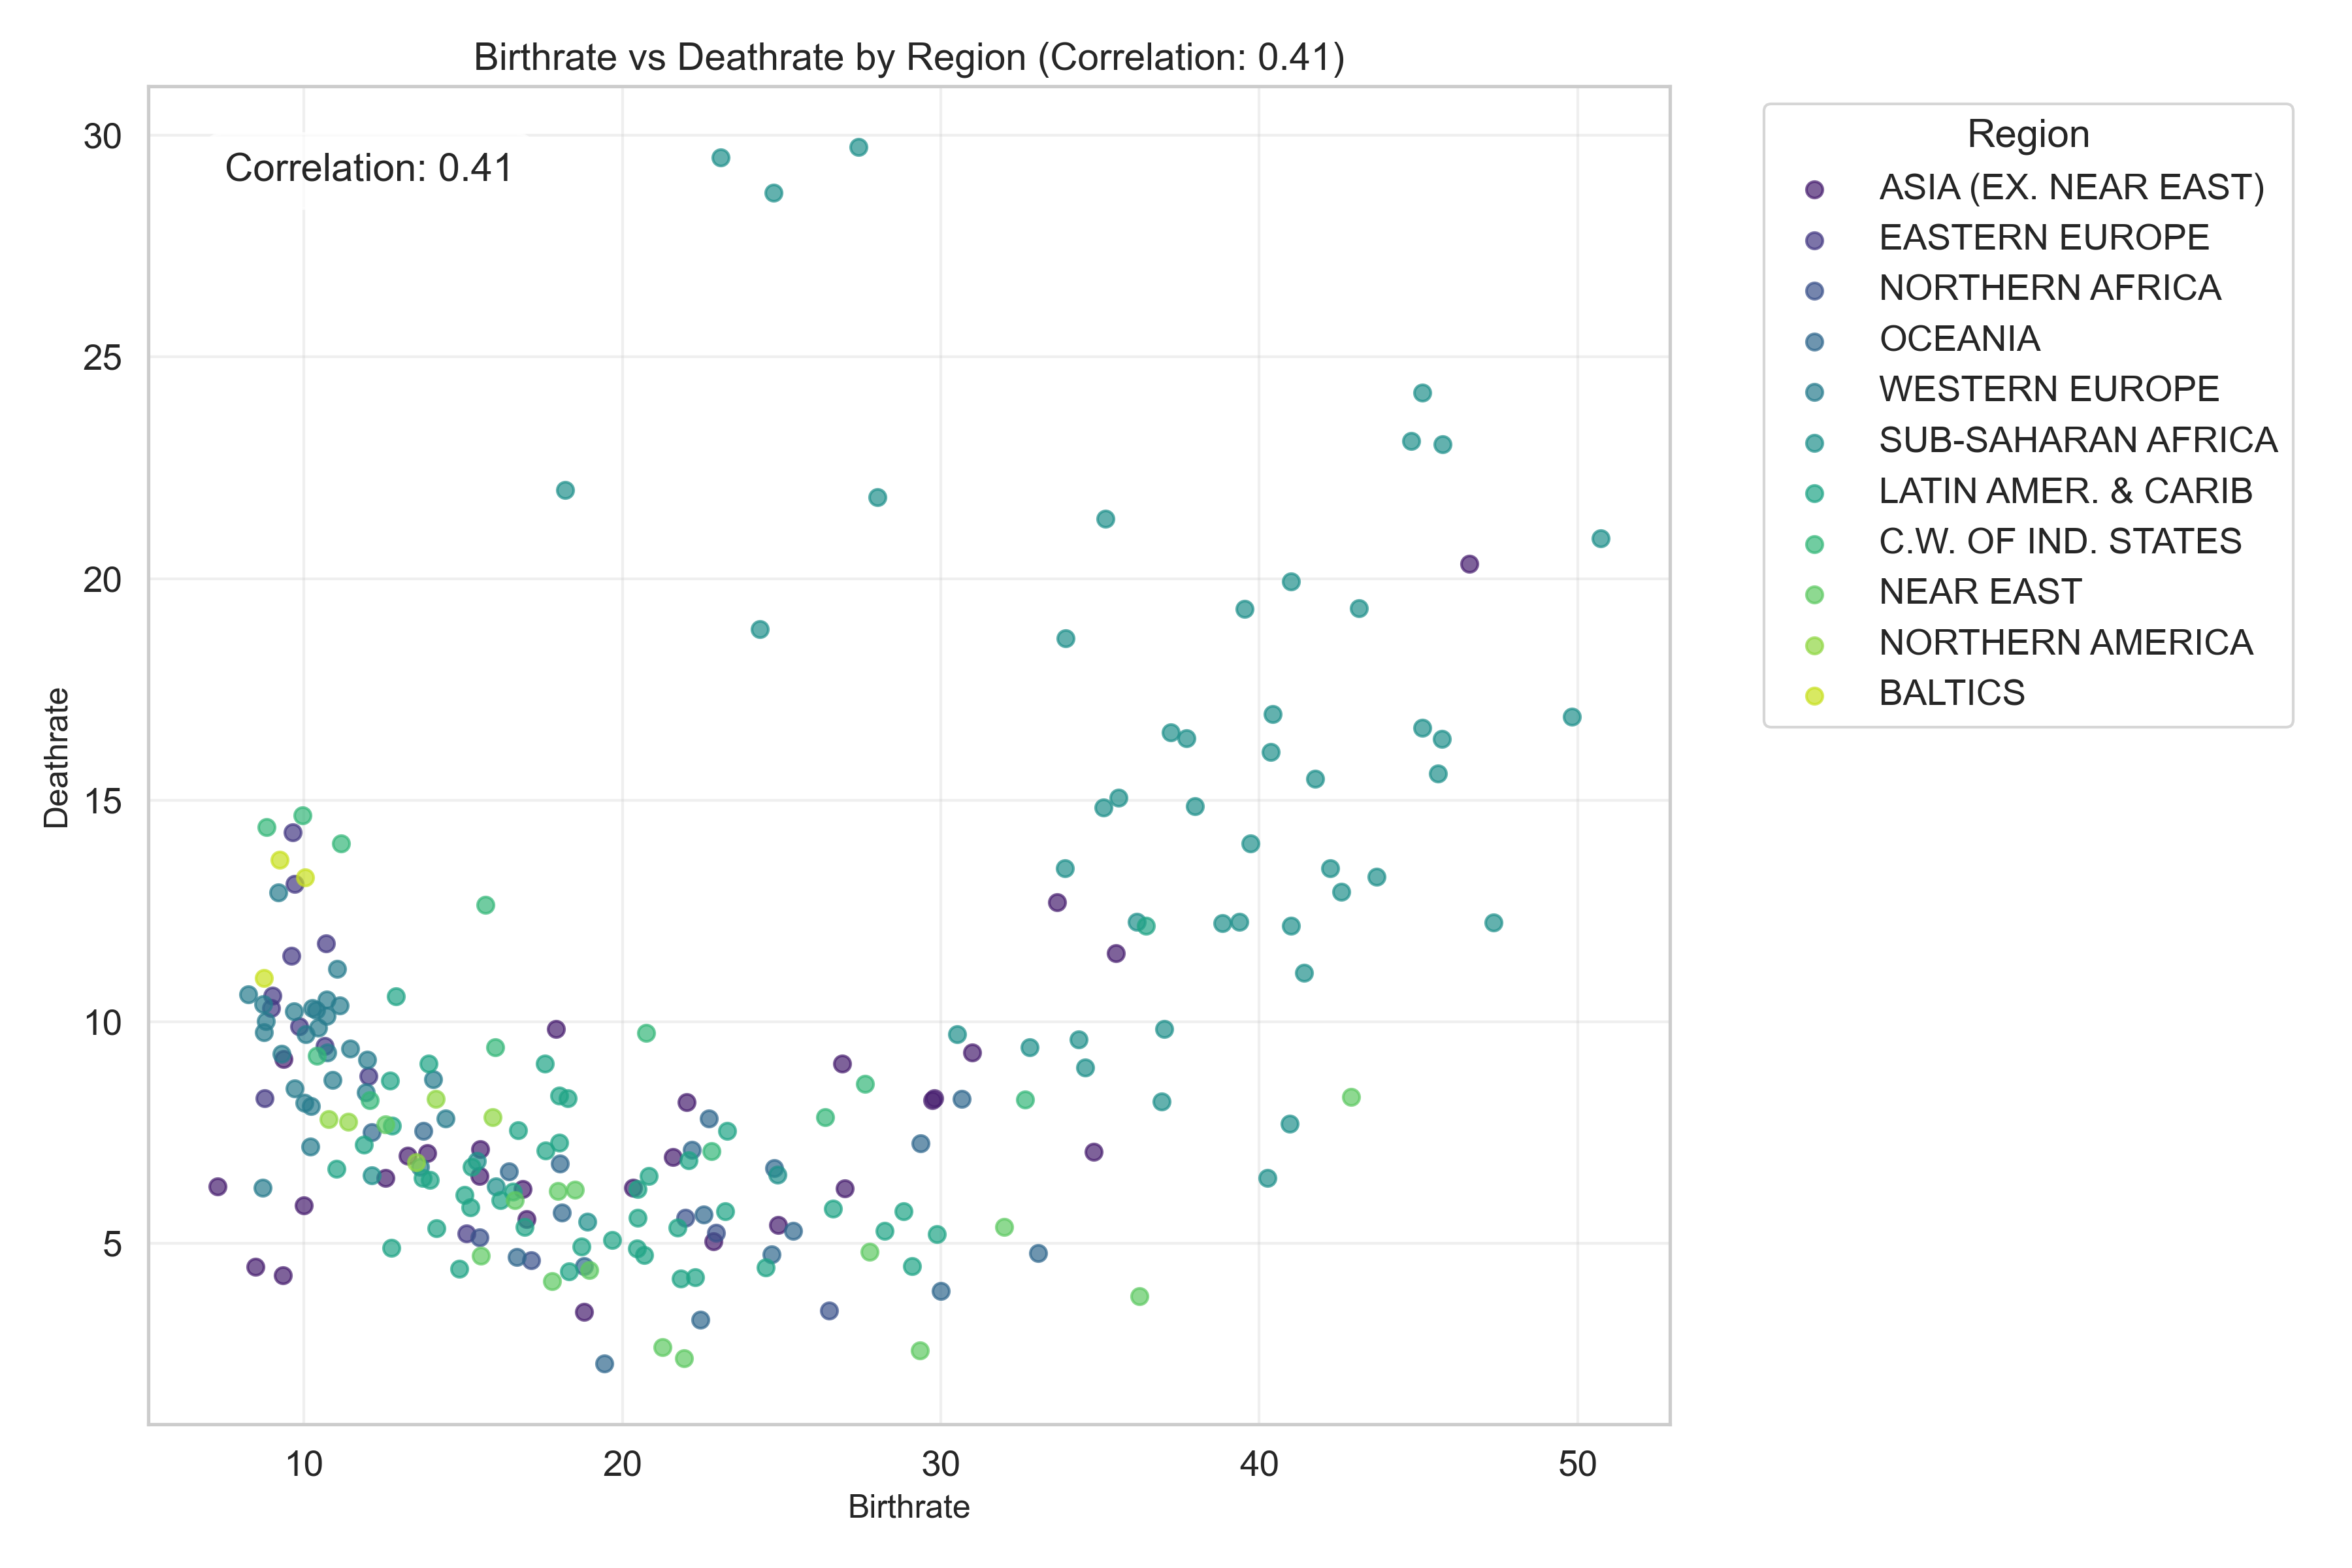 Birthrate vs Deathrate by Region (Correlation: 0.41)
Correlation: 0.41
30
25
20
15
10
5
Deathrate
10
20
30
40
50
Birthrate
Region
ASIA (EX. NEAR EAST)
EASTERN EUROPE
NORTHERN AFRICA
OCEANIA
WESTERN EUROPE
SUB-SAHARAN AFRICA
LATIN AMER. & CARIB
C.W. OF IND. STATES
NEAR EAST
NORTHERN AMERICA
BALTICS